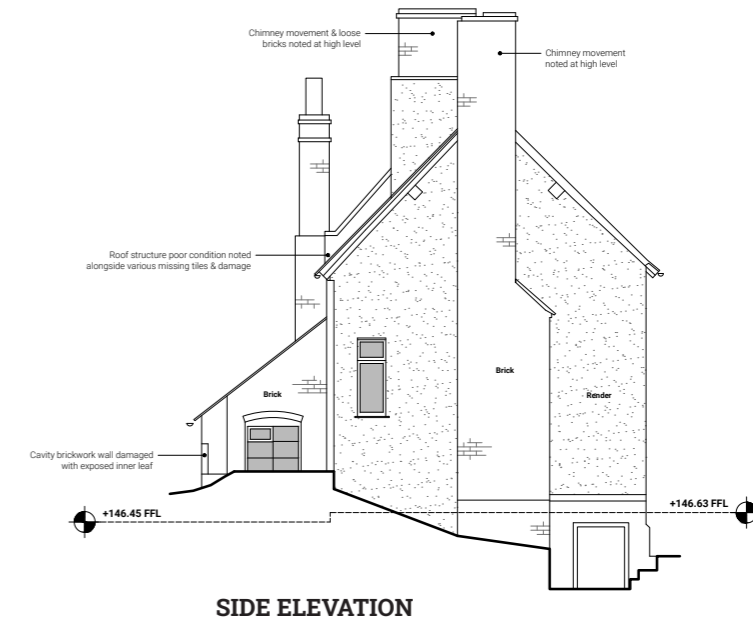 Chimney movement & loose
bricks noted at high level
Chimney movement
noted at high level
Roof structure poor condition noted
alongside various missing tiles & damage
Brick
Brick
Render
Cavity brickwork wall damaged
with exposed inner leaf
+146.45 FFL
+146.63 FFL
SIDE ELEVATION